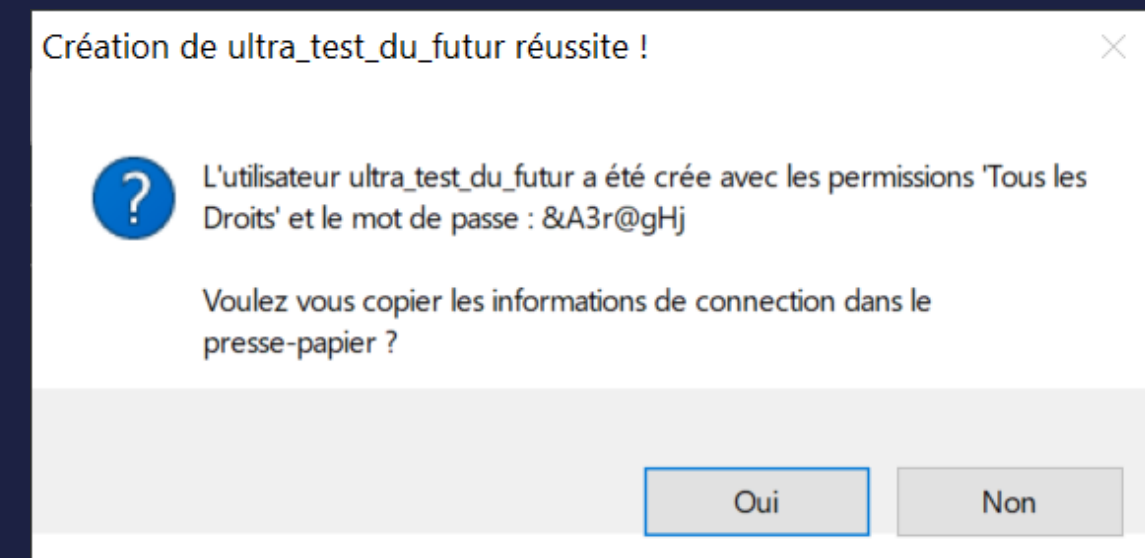 Création de ultra_test_du_futur réussite !
L'utilisateur ultra_test_du_futur a été crée avec les permissions 'Tous les
Droits' et le mot de passe : &A3r@gHj
Voulez vous copier les informations de connection dans le
presse-papier ?
Oui
Non